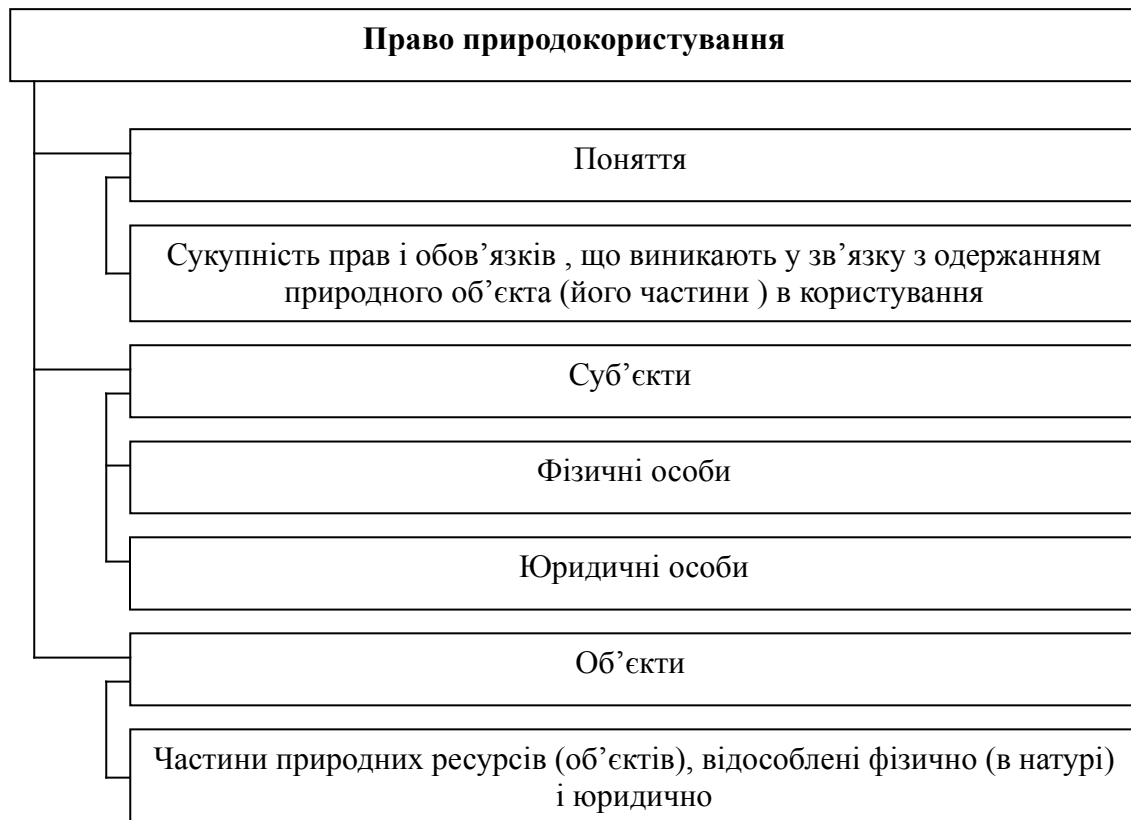 Право природокористування
Поняття
Сукупність прав і обов’язків , що виникають у зв’язку з одержанням
природного об’єкта (його частини ) в користування
Суб’єкти
Фізичні особи
Юридичні особи
Об’єкти
Частини природних ресурсів (об’єктів), відособлені фізично (в натурі)
і юридично